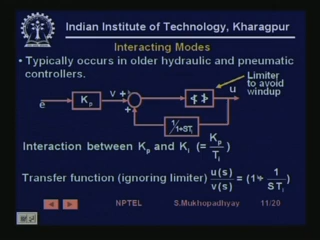 Indian Institute of Technology, Kharagpur
Interacting Modes
• Typically occurs in older hydraulic and pneumatic
controllers.
Limiter
to avoid
windup
e
Kp
v +
+
u
1/1+STi
Interaction between Kp and Ki (= Kp/Ti)
Transfer function (ignoring limiter) u(s)/v(s) = (1+ 1/STi)
NPTEL S.Mukhopadhyay 11/20